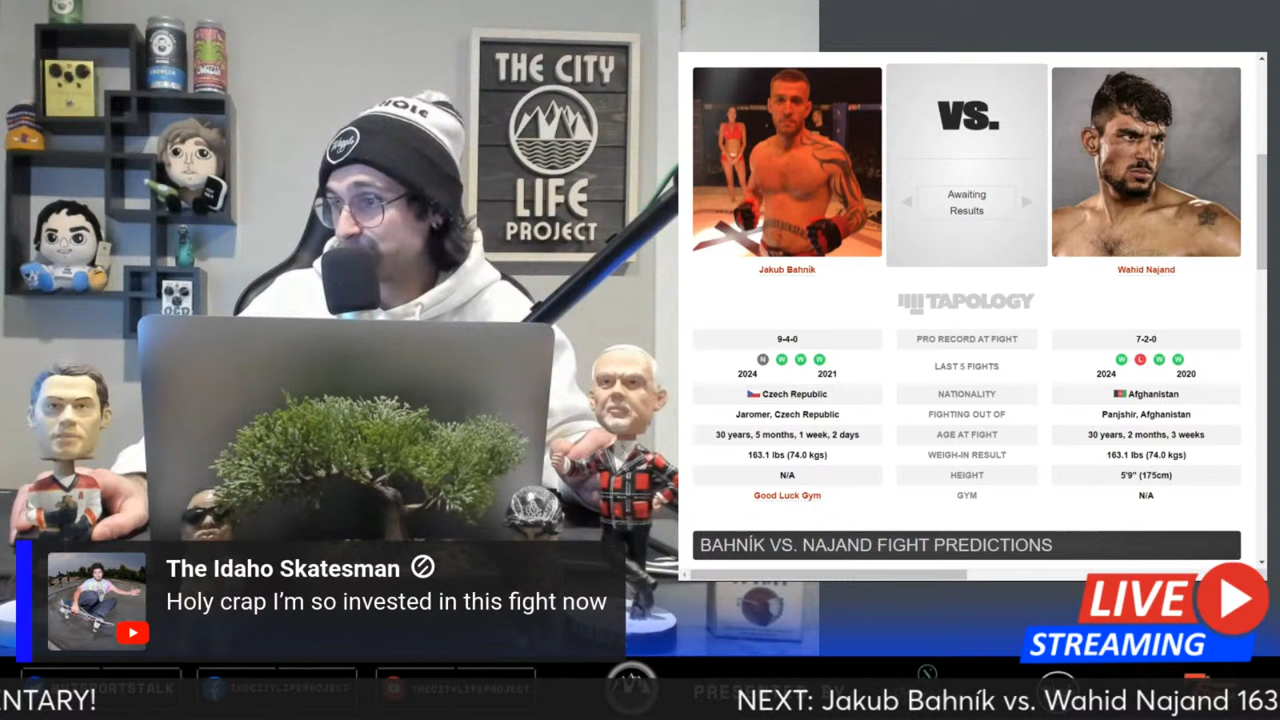 THE CITY
LIFE
PROJECT
VS.
Awaiting
Results
Jakub Bahník
Wahid Najand
TAPOLOGY
9-4-0
PRO RECORD AT FIGHT
7-2-0
N W W W
LAST 5 FIGHTS
W L W W
2024 2021
2024 2020
Czech Republic
NATIONALITY
Afghanistan
Jaromer, Czech Republic
FIGHTING OUT OF
Panjshir, Afghanistan
30 years, 5 months, 1 week, 2 days
AGE AT FIGHT
30 years, 2 months, 3 weeks
163.1 lbs (74.0 kgs)
WEIGH-IN RESULT
163.1 lbs (74.0 kgs)
N/A
HEIGHT
5'9" (175cm)
Good Luck Gym
GYM
N/A
BAHNÍK VS. NAJAND FIGHT PREDICTIONS
The Idaho Skatesman
Holy crap I’m so invested in this fight now
LIVE
STREAMING
THECITYLIFEPROJECT
THECITYLIFEPROJECT
PRESENTED BY
NTARY!
NEXT: Jakub Bahník vs. Wahid Najand 163